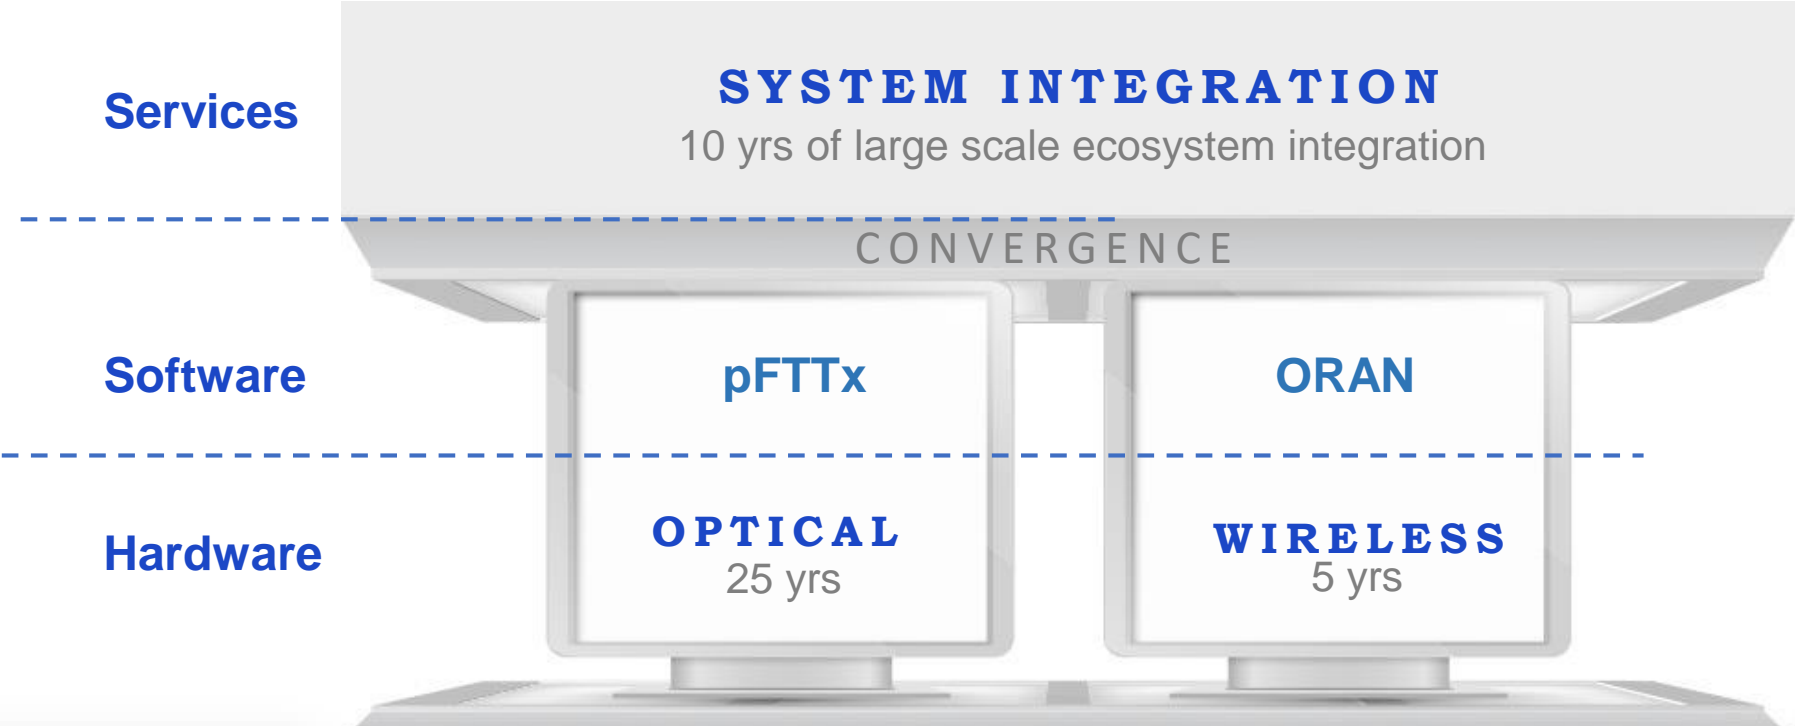 Services
SYSTEM INTEGRATION
10 yrs of large scale ecosystem integration
CONVERGENCE
Software
pFTTx
ORAN
Hardware
OPTICAL
25 yrs
WIRELESS
5 yrs